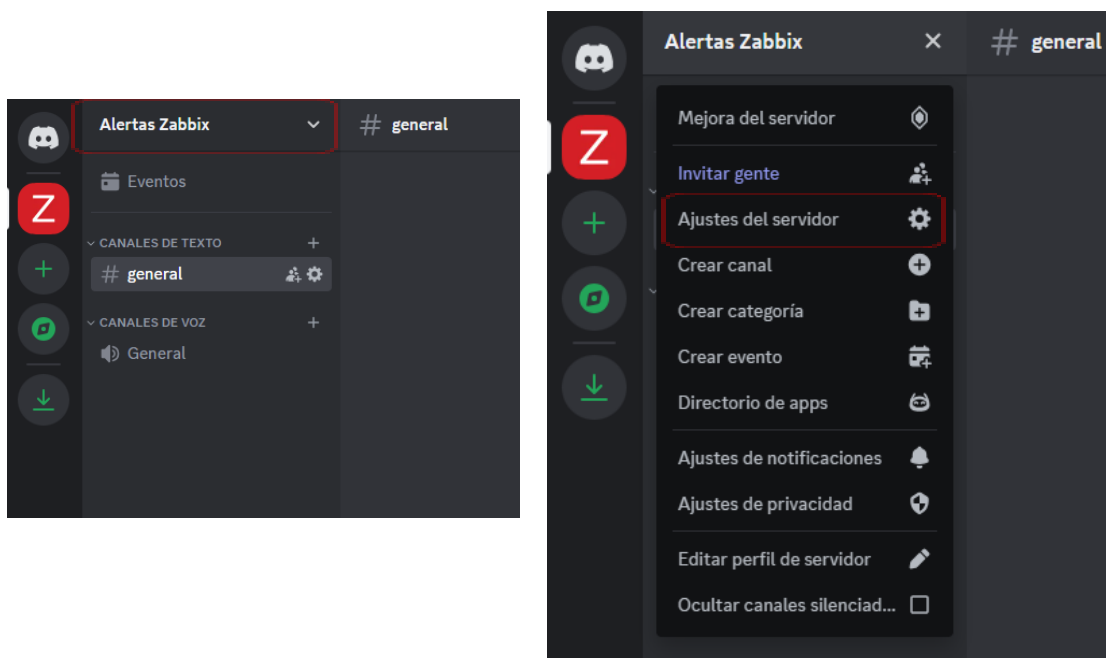 Alertas Zabbix
# general
Z
Eventos
CANALES DE TEXTO
# general
CANALES DE VOZ
General
Alertas Zabbix
# general
Z
Mejora del servidor
Invitar gente
Ajustes del servidor
Crear canal
Crear categoría
Crear evento
Directorio de apps
Ajustes de notificaciones
Ajustes de privacidad
Editar perfil de servidor
Ocultar canales silenciad...